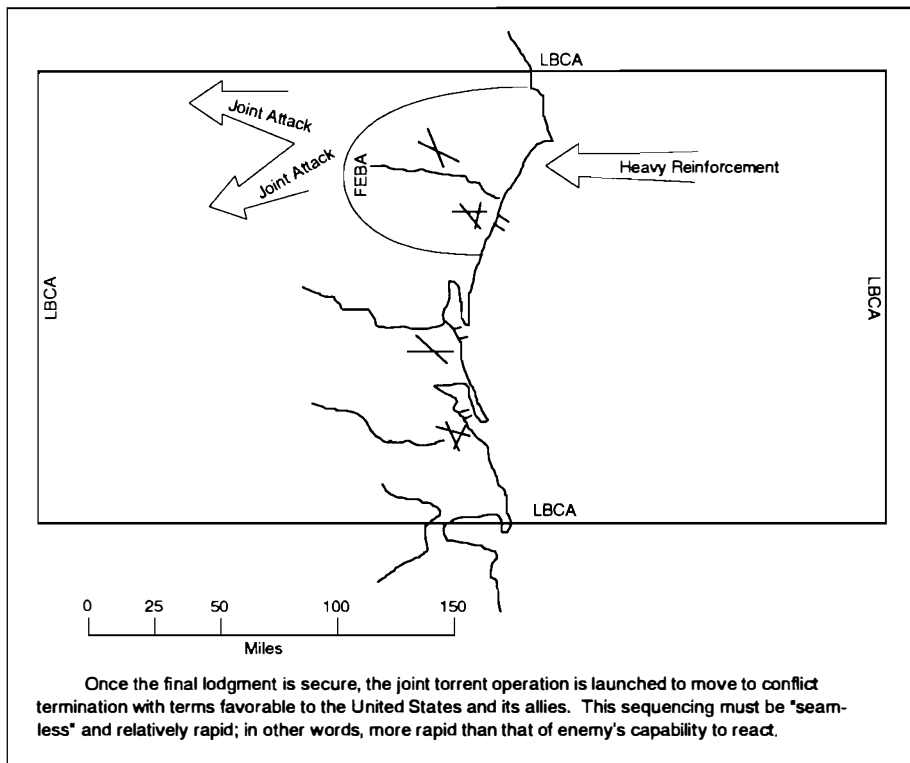 LBCA
Joint Attack
Joint Attack
FEBA
Heavy Reinforcement
LBCA
LBCA
LBCA
0 25 50 100 150
Miles
Once the final lodgment is secure, the joint torrent operation is launched to move to conflict
termination with terms favorable to the United States and its allies. This sequencing must be "seam-
less" and relatively rapid; in other words, more rapid than that of enemy's capability to react.